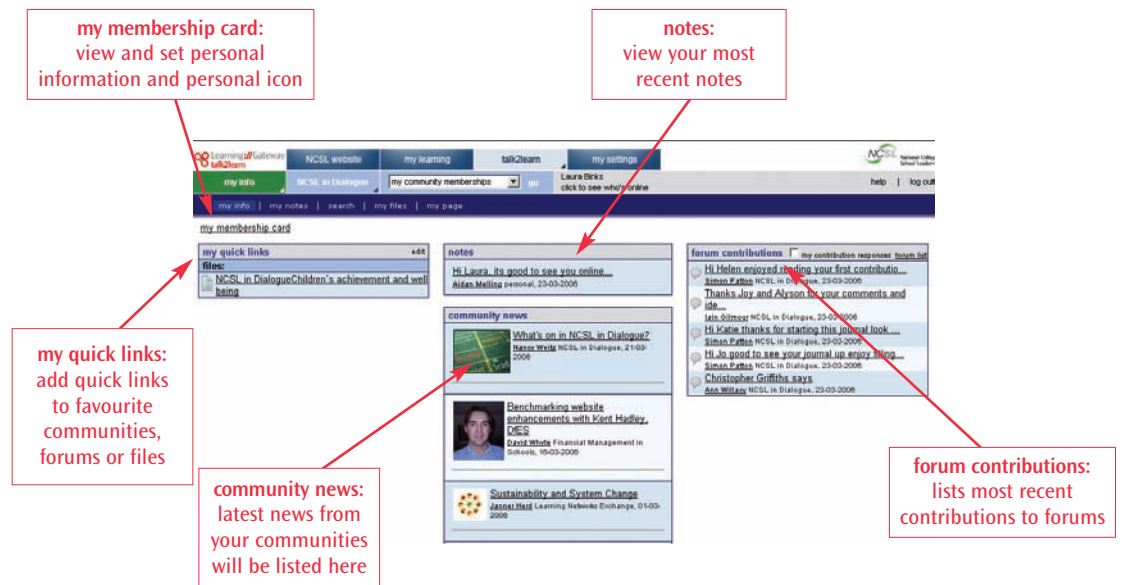 my membership card:
view and set personal
information and personal icon
notes:
view your most
recent notes
Learning://Gateway
talk2learn
NCSL website
my learning
talk2learn
my settings
NCSL
National College
School Leaders
my info
NCSL in Dialogue
my community memberships
go
Laura Binks
click to see who's online
help | log out
my info | my notes | search | my files | my page
my membership card
my quick links
edit
files:
NCSL in DialogueChildren's achievement and well
being
notes
Hi Laura, its good to see you online...
Aidan Melling personal, 23-03-2006
community news
What's on in NCSL in Dialogue?
Nancy Weitz NCSL in Dialogue, 21-03-
2006
Benchmarking website
enhancements with Kent Hadley,
DfES
David Whyte Financial Management in
Schools, 16-03-2006
Sustainability and System Change
Janner Herd Learning Networks Exchange, 01-03-
2006
forum contributions
my contribution responses
forum list
Hi Helen enjoyed reading your first contributio...
Simon Patton NCSL in Dialogue, 23-03-2006
Thanks Joy and Alyson for your comments and
ide...
Iain Gilmour NCSL in Dialogue, 23-03-2006
Hi Katie thanks for starting this journal look ...
Simon Patton NCSL in Dialogue, 23-03-2006
Hi Jo good to see your journal up enjoy filling...
Simon Patton NCSL in Dialogue, 23-03-2006
Christopher Griffiths says
Ann NCSL in Dialogue, 23-03-2006
my quick links:
add quick links
to favourite
communities,
forums or files
community news:
latest news from
your communities
will be listed here
forum contributions:
lists most recent
contributions to forums